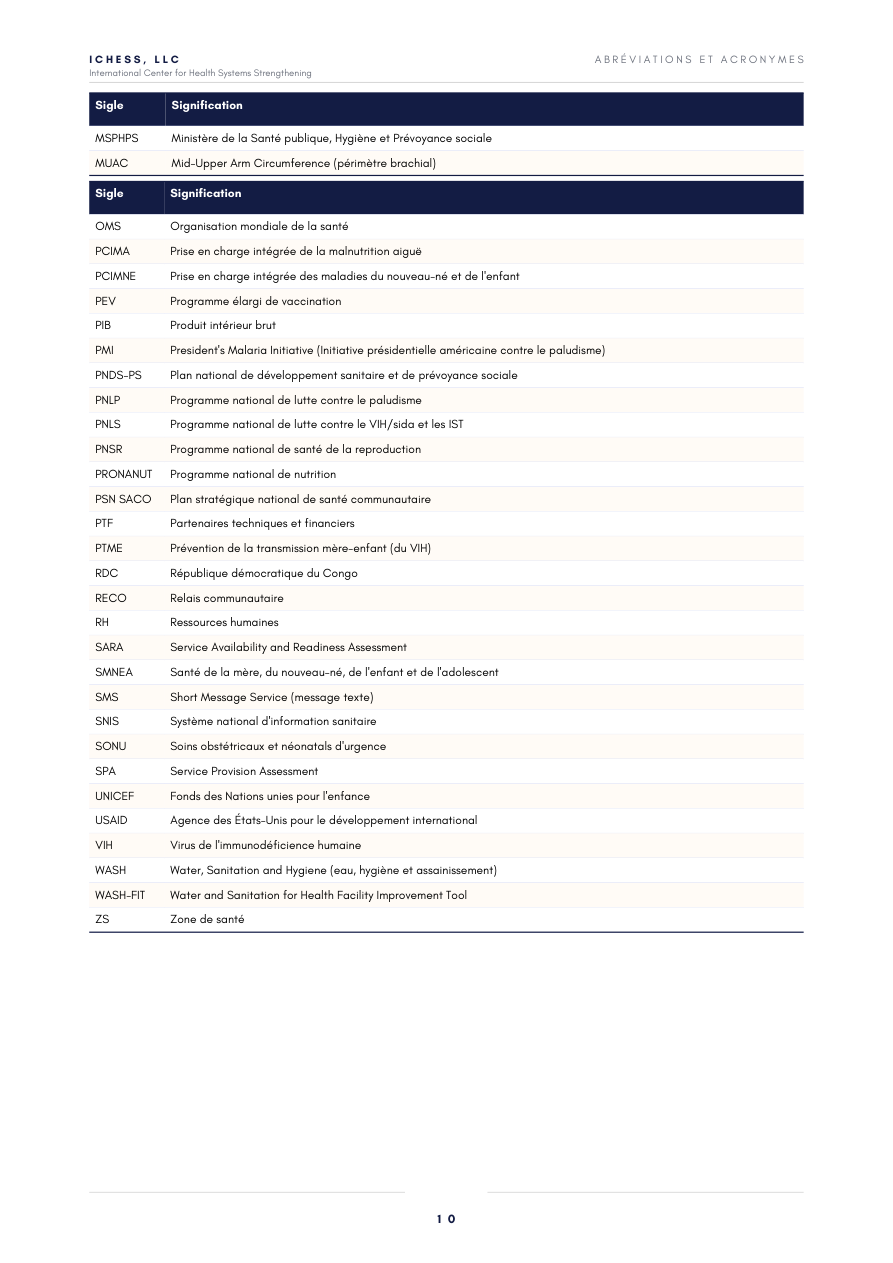 ICHESS, LLC
International Center for Health Systems Strengthening
ABRÉVIATIONS ET ACRONYMES
Sigle Signification
MSPHPS Ministère de la Santé publique, Hygiène et Prévoyance sociale
MUAC Mid-Upper Arm Circumference (périmètre brachial)
Sigle Signification
OMS Organisation mondiale de la santé
PCIMA Prise en charge intégrée de la malnutrition aiguë
PCIMNE Prise en charge intégrée des maladies du nouveau-né et de l'enfant
PEV Programme élargi de vaccination
PIB Produit intérieur brut
PMI President's Malaria Initiative (Initiative présidentielle américaine contre le paludisme)
PNDS-PS Plan national de développement sanitaire et de prévoyance sociale
PNLP Programme national de lutte contre le paludisme
PNLS Programme national de lutte contre le VIH/sida et les IST
PNSR Programme national de santé de la reproduction
PRONANUT Programme national de nutrition
PSN SACO Plan stratégique national de santé communautaire
PTF Partenaires techniques et financiers
PTME Prévention de la transmission mère-enfant (du VIH)
RDC République démocratique du Congo
RECO Relais communautaire
RH Ressources humaines
SARA Service Availability and Readiness Assessment
SMNEA Santé de la mère, du nouveau-né, de l'enfant et de l'adolescent
SMS Short Message Service (message texte)
SNIS Système national d'information sanitaire
SONU Soins obstétricaux et néonatals d'urgence
SPA Service Provision Assessment
UNICEF Fonds des Nations unies pour l'enfance
USAID Agence des États-Unis pour le développement international
VIH Virus de l'immunodéficience humaine
WASH Water, Sanitation and Hygiene (eau, hygiène et assainissement)
WASH-FIT Water and Sanitation for Health Facility Improvement Tool
ZS Zone de santé
10